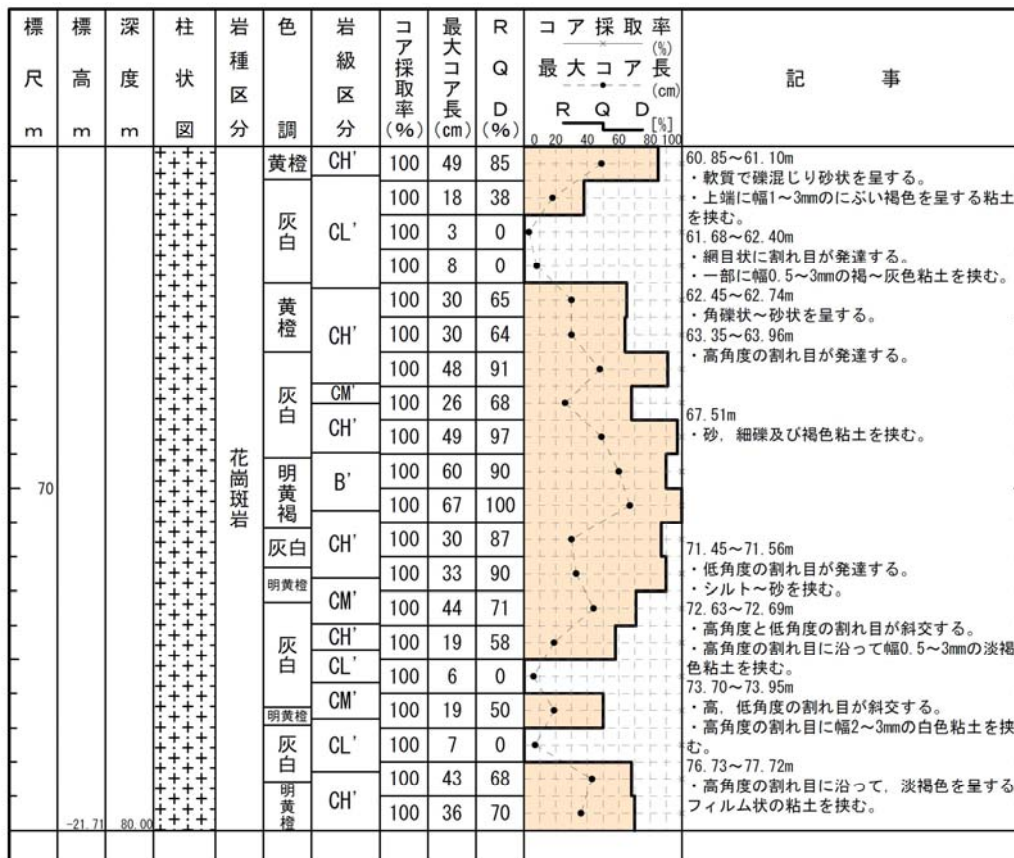 標尺 m
標高 m
深度 m
柱状図
岩種区分
色調
岩級区分
コア採取率 (%)
最大コア長 (cm)
RQD (%)
コア採取率 (%)
最大コア長 (cm)
RQD [%]
0 20 40 60 80 100
記事
黄橙
灰白
黄橙
灰白
明黄褐
灰白
明黄橙
灰白
明黄橙
灰白
明黄橙
CH'
CL'
CH'
CM'
CH'
B'
CH'
CM'
CH'
CL'
CM'
CL'
CH'
花崗斑岩
70
-21.71 80.00
100 49 85
100 18 38
100 3 0
100 8 0
100 30 65
100 30 64
100 48 91
100 26 68
100 49 97
100 60 90
100 67 100
100 30 87
100 33 90
100 44 71
100 19 58
100 6 0
100 19 50
100 7 0
100 43 68
100 36 70
60.85～61.10m
・軟質で礫混じり砂状を呈する。
・上端に幅1～3mmのにぶい褐色を呈する粘土
を挟む。
61.68～62.40m
・網目状に割れ目が発達する。
・一部に幅0.5～3mmの褐～灰色粘土を挟む。
62.45～62.74m
・角礫状～砂状を呈する。
63.35～63.96m
・高角度の割れ目が発達する。
67.51m
・砂，細礫及び褐色粘土を挟む。
71.45～71.56m
・低角度の割れ目が発達する。
・シルト～砂を挟む。
72.63～72.69m
・高角度と低角度の割れ目が斜交する。
・高角度の割れ目に沿って幅0.5～3mmの淡褐
色粘土を挟む。
73.70～73.95m
・高，低角度の割れ目が斜交する。
・高角度の割れ目に幅2～3mmの白色粘土を挟
む。
76.73～77.72m
・高角度の割れ目に沿って，淡褐色を呈する
フィルム状の粘土を挟む。